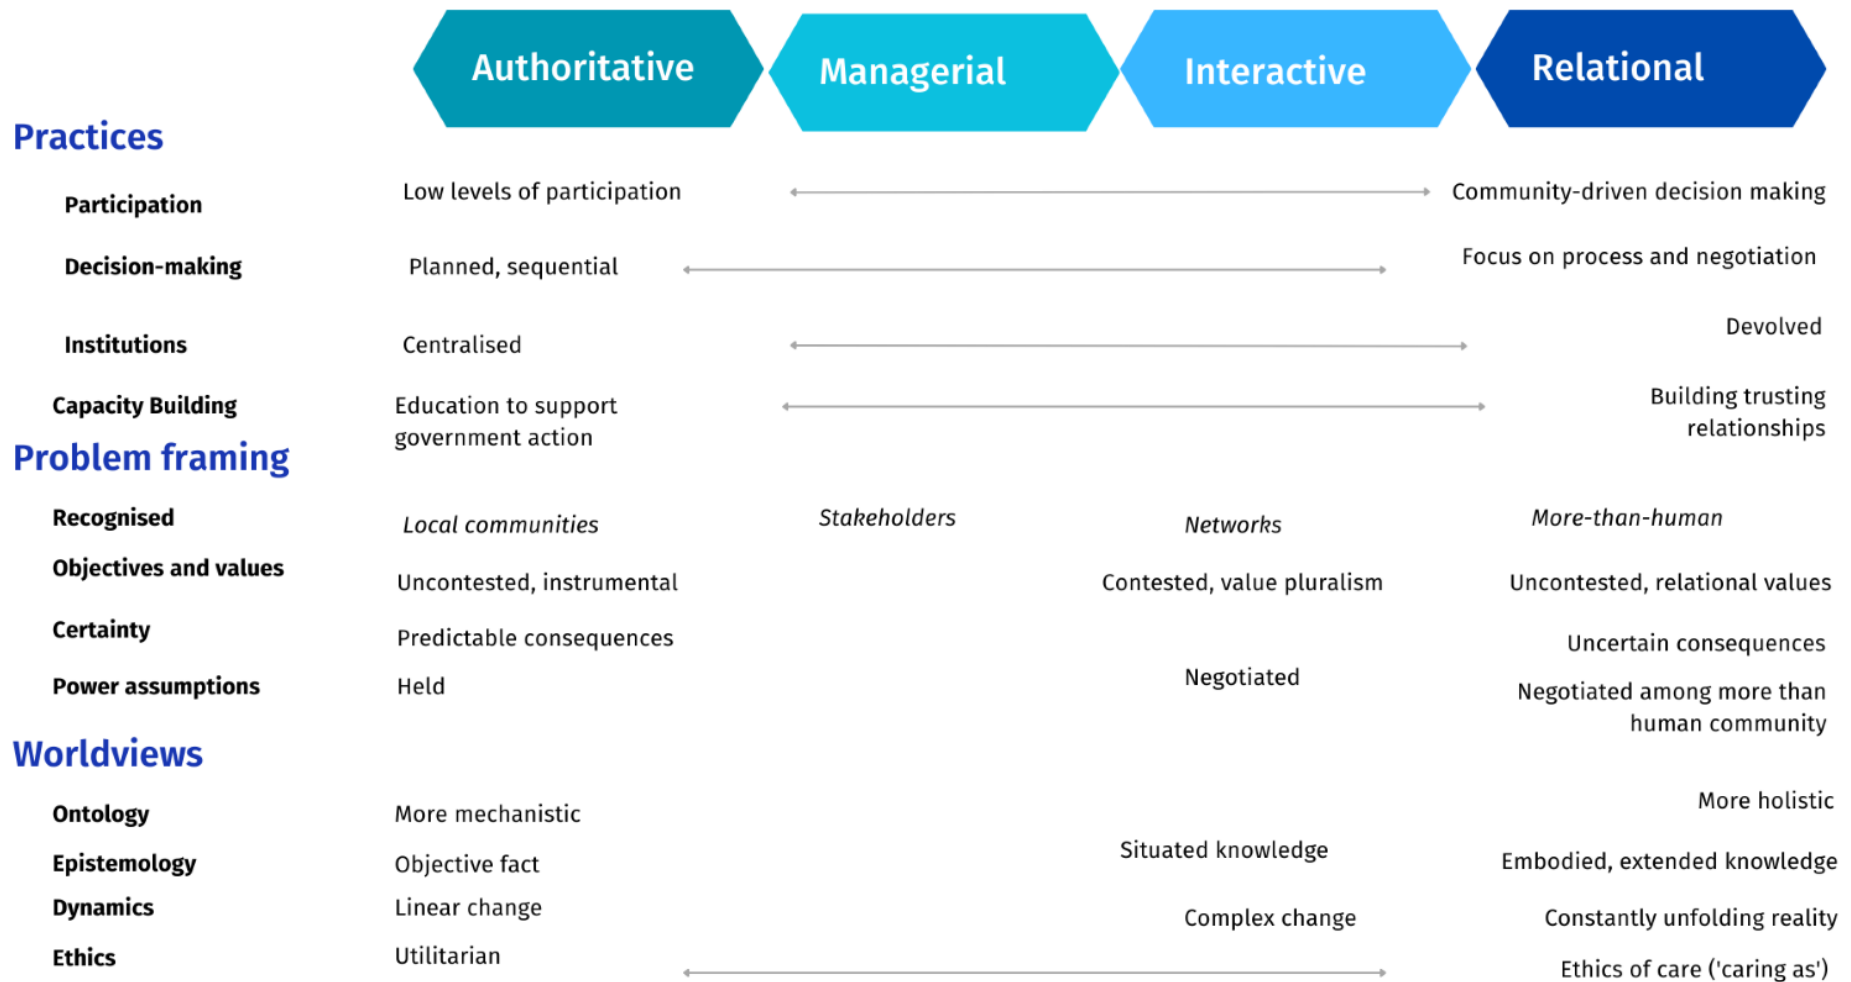 Authoritative
Managerial
Interactive
Relational
Practices
Participation
Low levels of participation
Community-driven decision making
Decision-making
Planned, sequential
Focus on process and negotiation
Institutions
Centralised
Devolved
Capacity Building
Education to support
government action
Building trusting
relationships
Problem framing
Recognised
Local communities
Stakeholders
Networks
More-than-human
Objectives and values
Uncontested, instrumental
Contested, value pluralism
Uncontested, relational values
Certainty
Predictable consequences
Uncertain consequences
Power assumptions
Held
Negotiated
Negotiated among more than
human community
Worldviews
Ontology
More mechanistic
More holistic
Epistemology
Objective fact
Situated knowledge
Embodied, extended knowledge
Dynamics
Linear change
Complex change
Constantly unfolding reality
Ethics
Utilitarian
Ethics of care ('caring as')